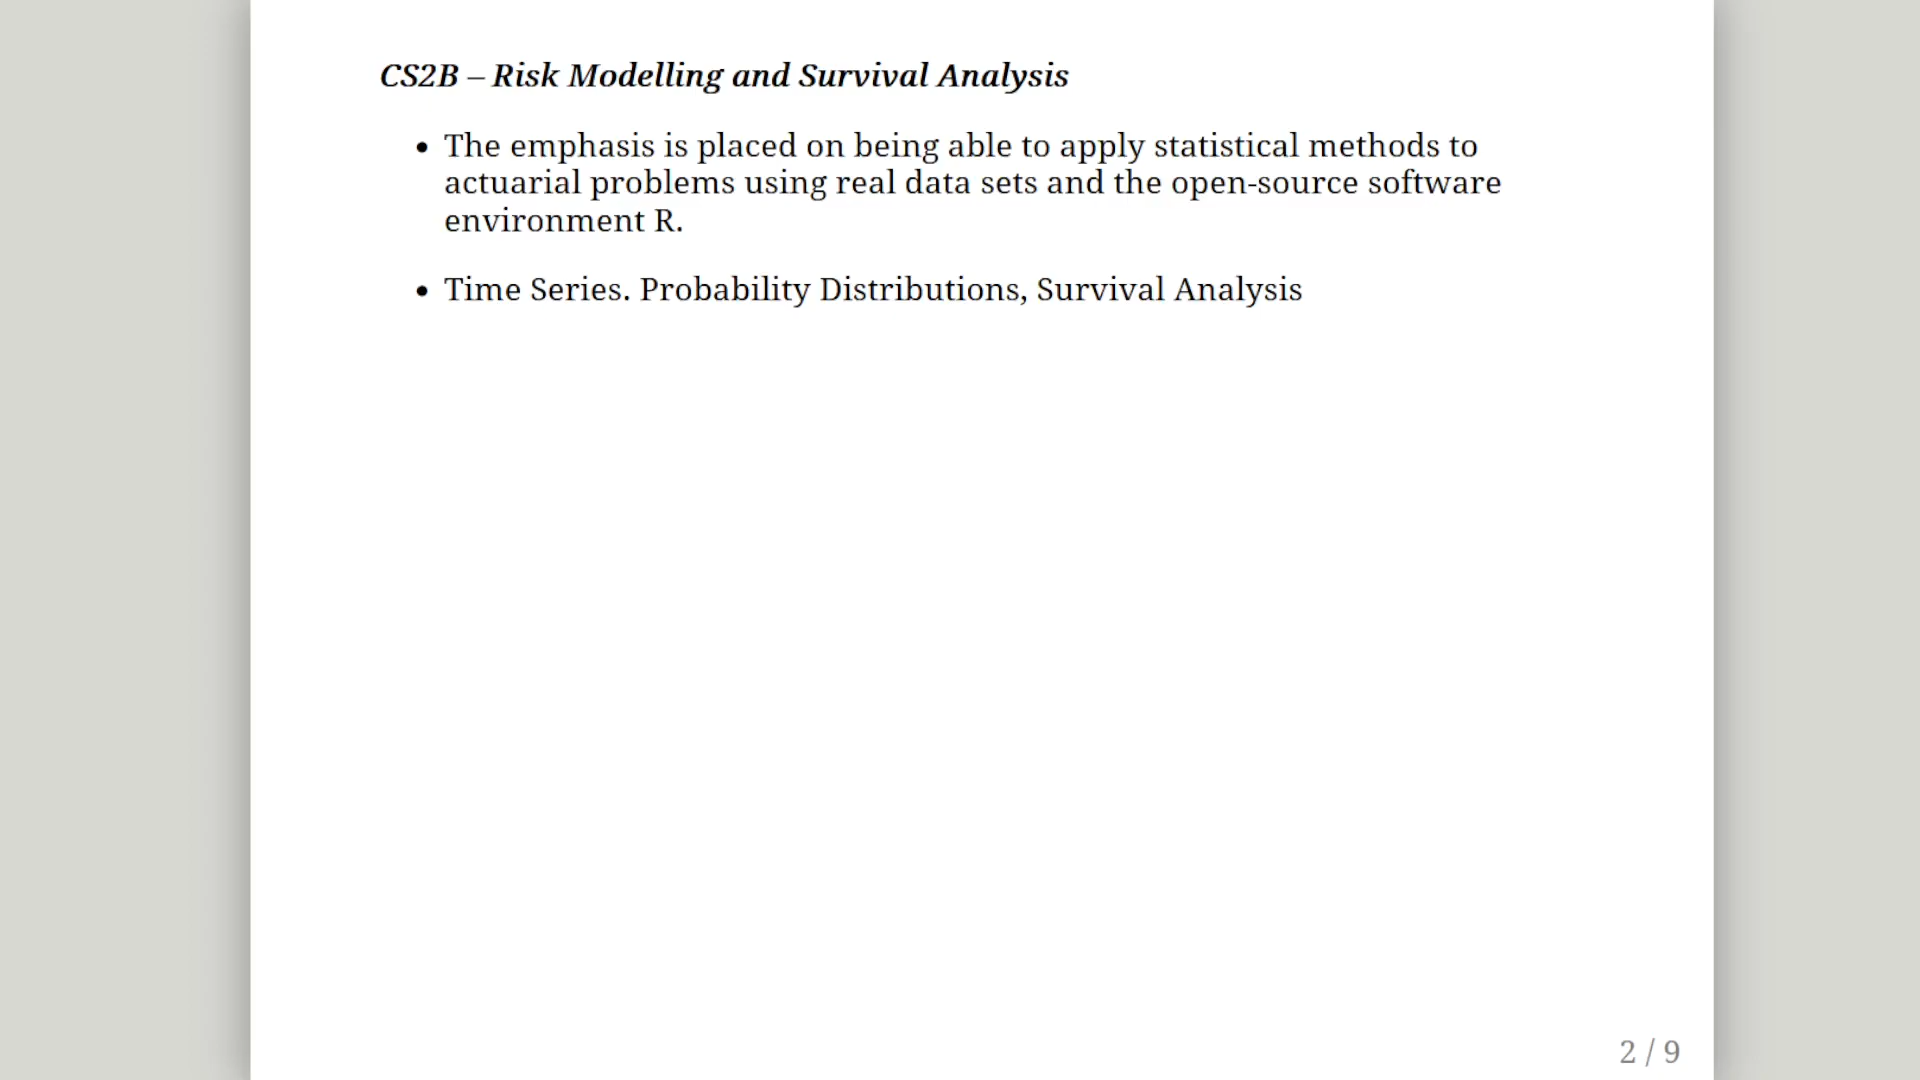 CS2B – Risk Modelling and Survival Analysis
• The emphasis is placed on being able to apply statistical methods to
actuarial problems using real data sets and the open-source software
environment R.
• Time Series. Probability Distributions, Survival Analysis
2 / 9